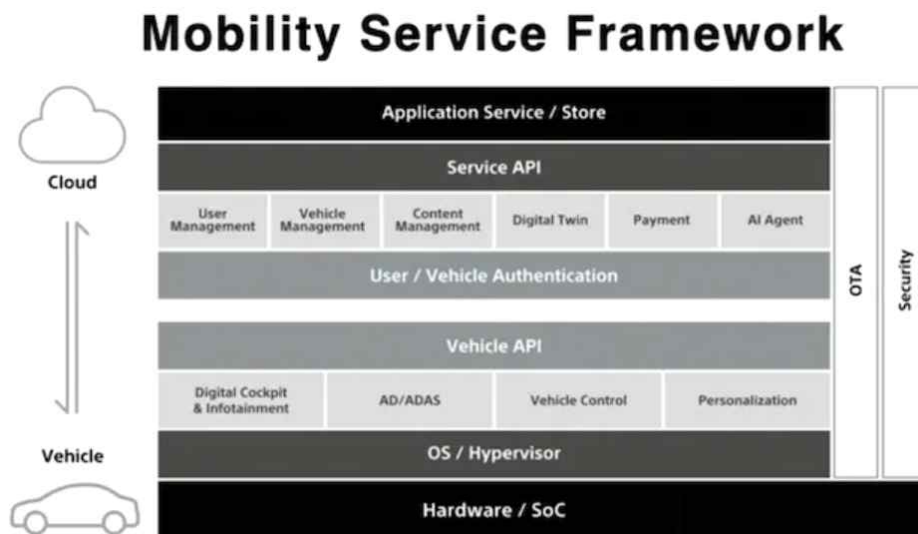 Mobility Service Framework
Cloud
Application Service / Store
Service API
User
Management
Vehicle
Management
Content
Management
Digital Twin
Payment
AI Agent
User / Vehicle Authentication
Vehicle API
Digital Cockpit
& Infotainment
AD/ADAS
Vehicle Control
Personalization
Vehicle
OS / Hypervisor
Hardware / SoC
OTA
Security